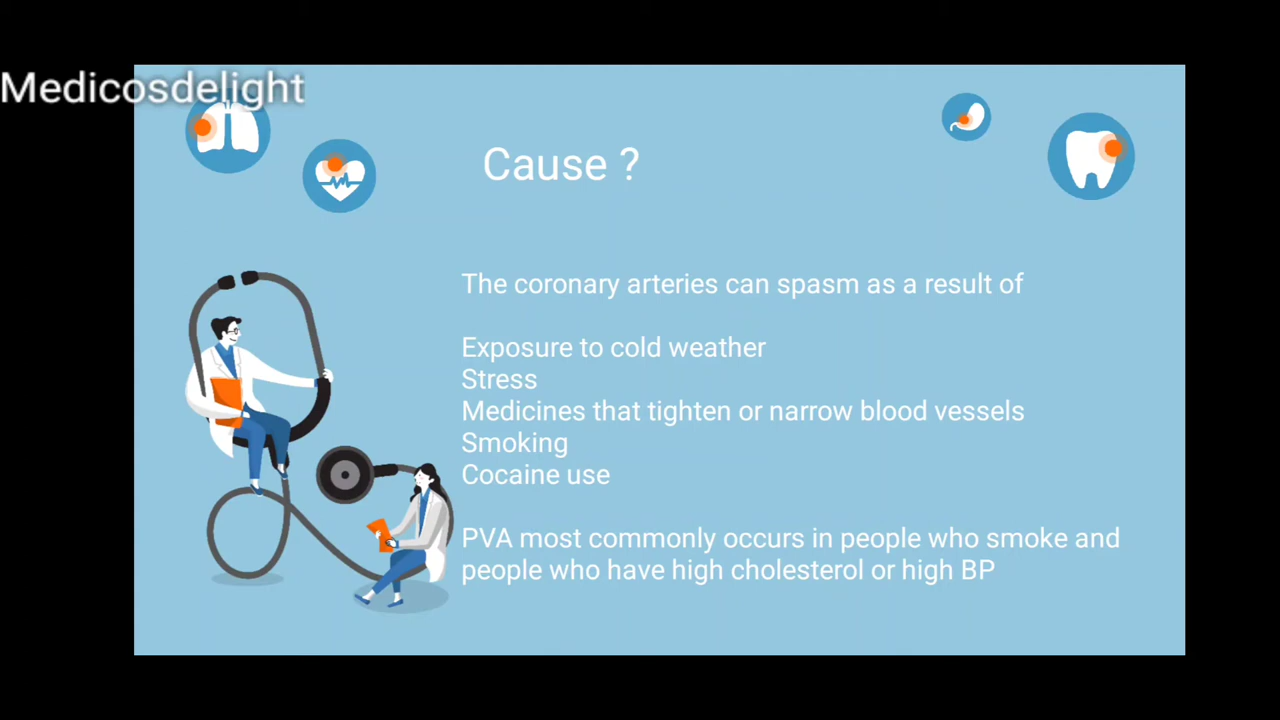 Medicosdelight
Cause ?
The coronary arteries can spasm as a result of
Exposure to cold weather
Stress
Medicines that tighten or narrow blood vessels
Smoking
Cocaine use
PVA most commonly occurs in people who smoke and
people who have high cholesterol or high BP